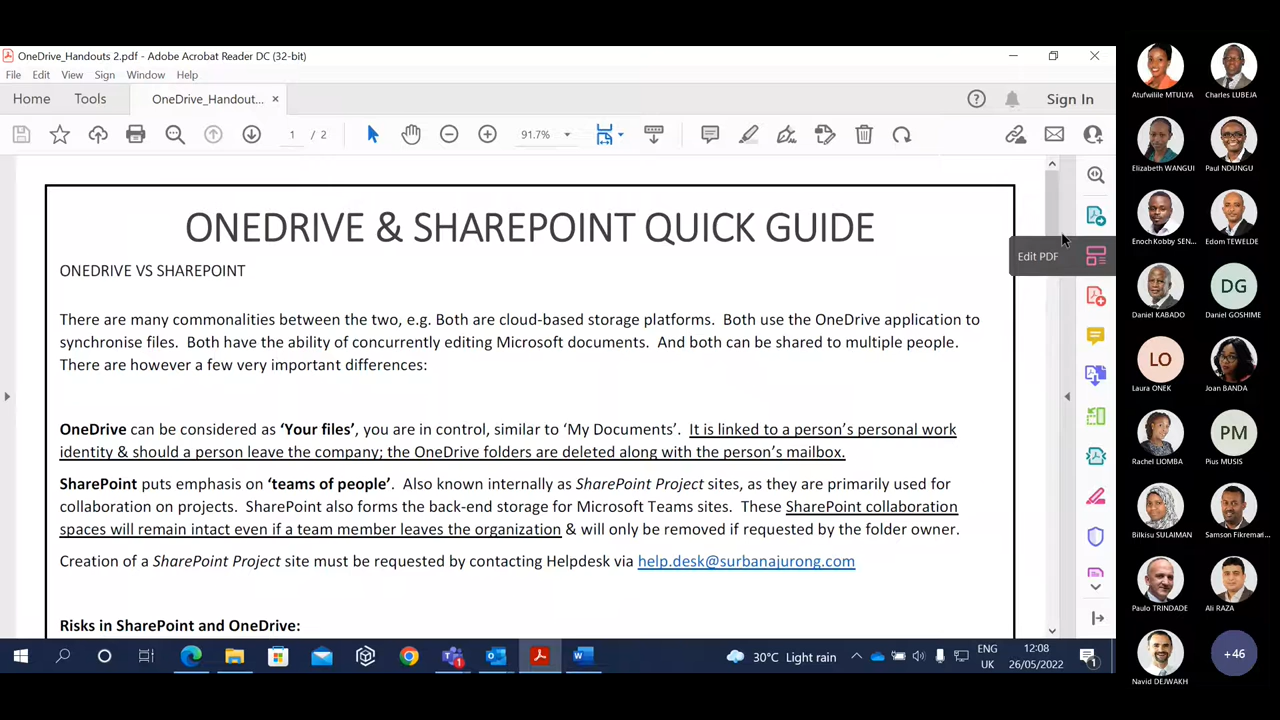 OneDrive_Handouts 2.pdf - Adobe Acrobat Reader DC (32-bit)
File Edit View Sign Window Help
Home Tools OneDrive_Handout... × Sign In
1 / 2 91.7%
ONEDRIVE & SHAREPOINT QUICK GUIDE
Edit PDF
ONEDRIVE VS SHAREPOINT
There are many commonalities between the two, e.g. Both are cloud-based storage platforms. Both use the OneDrive application to
synchronise files. Both have the ability of concurrently editing Microsoft documents. And both can be shared to multiple people.
There are however a few very important differences:
OneDrive can be considered as ‘Your files’, you are in control, similar to ‘My Documents’. It is linked to a person’s personal work
identity & should a person leave the company; the OneDrive folders are deleted along with the person’s mailbox.
SharePoint puts emphasis on ‘teams of people’. Also known internally as SharePoint Project sites, as they are primarily used for
collaboration on projects. SharePoint also forms the back-end storage for Microsoft Teams sites. These SharePoint collaboration
spaces will remain intact even if a team member leaves the organization & will only be removed if requested by the folder owner.
Creation of a SharePoint Project site must be requested by contacting Helpdesk via help.desk@surbanajurong.com
Risks in SharePoint and OneDrive:
1
30°C Light rain
ENG
UK
12:08
26/05/2022
1
Atufwilile MTULYA Charles LUBEJA
Elizabeth WANGUI Paul NDUNGU
Enoch Kobby SEN... Edom TEWELDE
DG
Daniel KABADO Daniel GOSHIME
LO
Laura ONEK Joan BANDA
PM
Rachel LIOMBA Pius MUSIS
Bilkisu SULAIMAN Samson Fikremari...
Paulo TRINDADE Ali RAZA
+46
Navid DEJWAKH